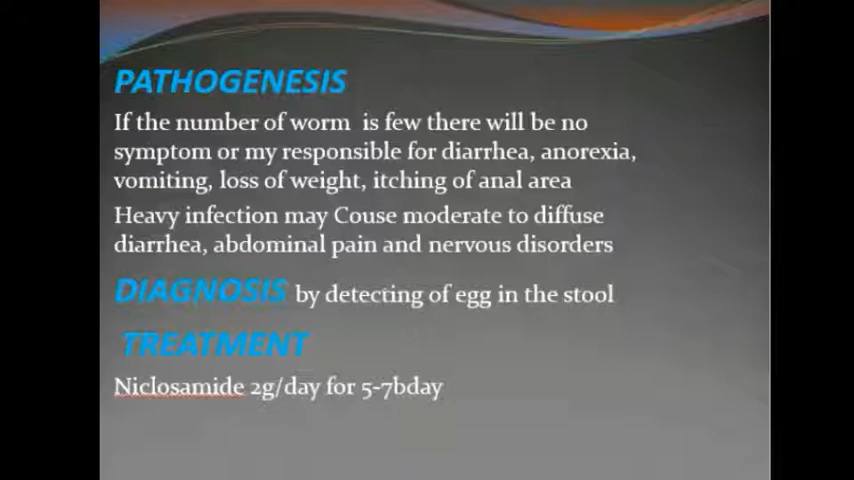 PATHOGENESIS
If the number of worm is few there will be no
symptom or my responsible for diarrhea, anorexia,
vomiting, loss of weight, itching of anal area
Heavy infection may Couse moderate to diffuse
diarrhea, abdominal pain and nervous disorders
DIAGNOSIS by detecting of egg in the stool
TREATMENT
Niclosamide 2g/day for 5-7bday